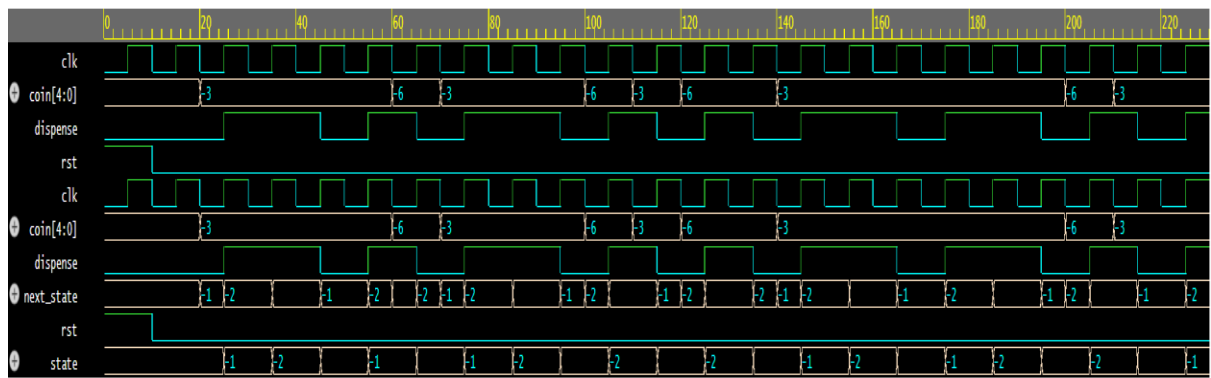 0 20 40 60 80 100 120 140 160 180 200 220
clk
coin[4:0] -3 -6 -3 -6 -3 -6 -3 -6 -3
dispense
rst
clk
coin[4:0] -3 -6 -3 -6 -3 -6 -3 -6 -3
dispense
next_state -1 -2 -1 -2 -2 -1 -2 -1 -2 -1 -2 -2 -1 -2 -1 -2 -1 -2 -1 -2
rst
state -1 -2 -1 -1 -2 -2 -2 -1 -2 -1 -2 -2 -1